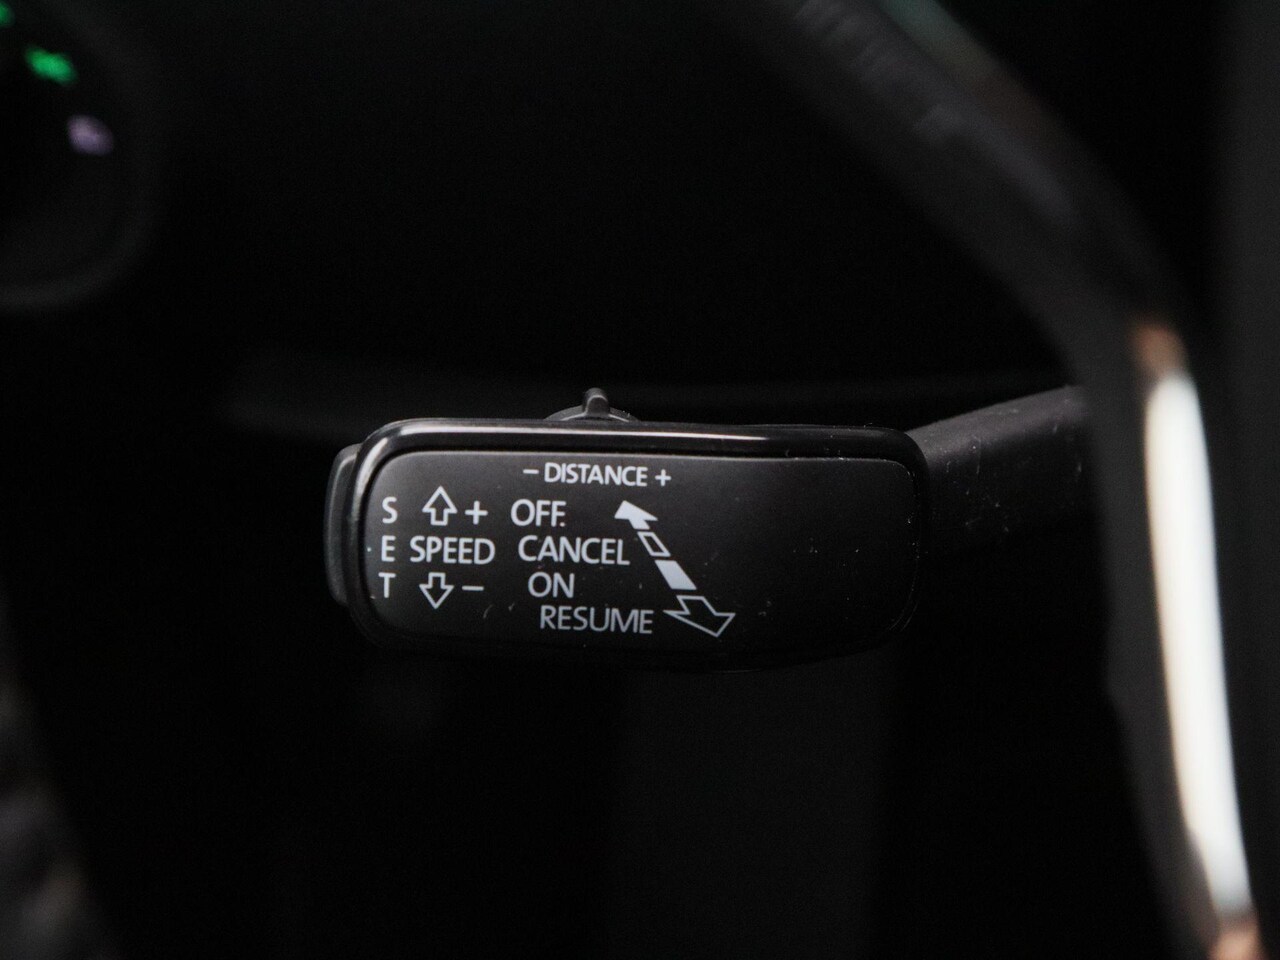 - DISTANCE +
S + OFF.
E SPEED CANCEL
T - ON
RESUME